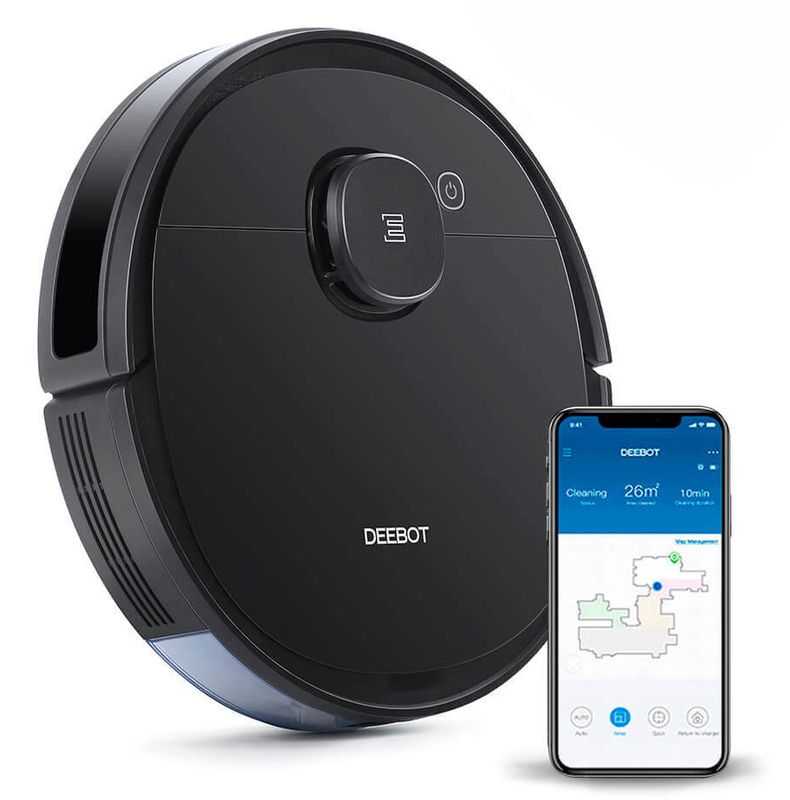 DEEBOT
9:41
DEEBOT
Cleaning
Status
26m²
Area cleaned
10min
Cleaning duration
Map Management
AUTO
Auto
Area
Spot
Return to charge